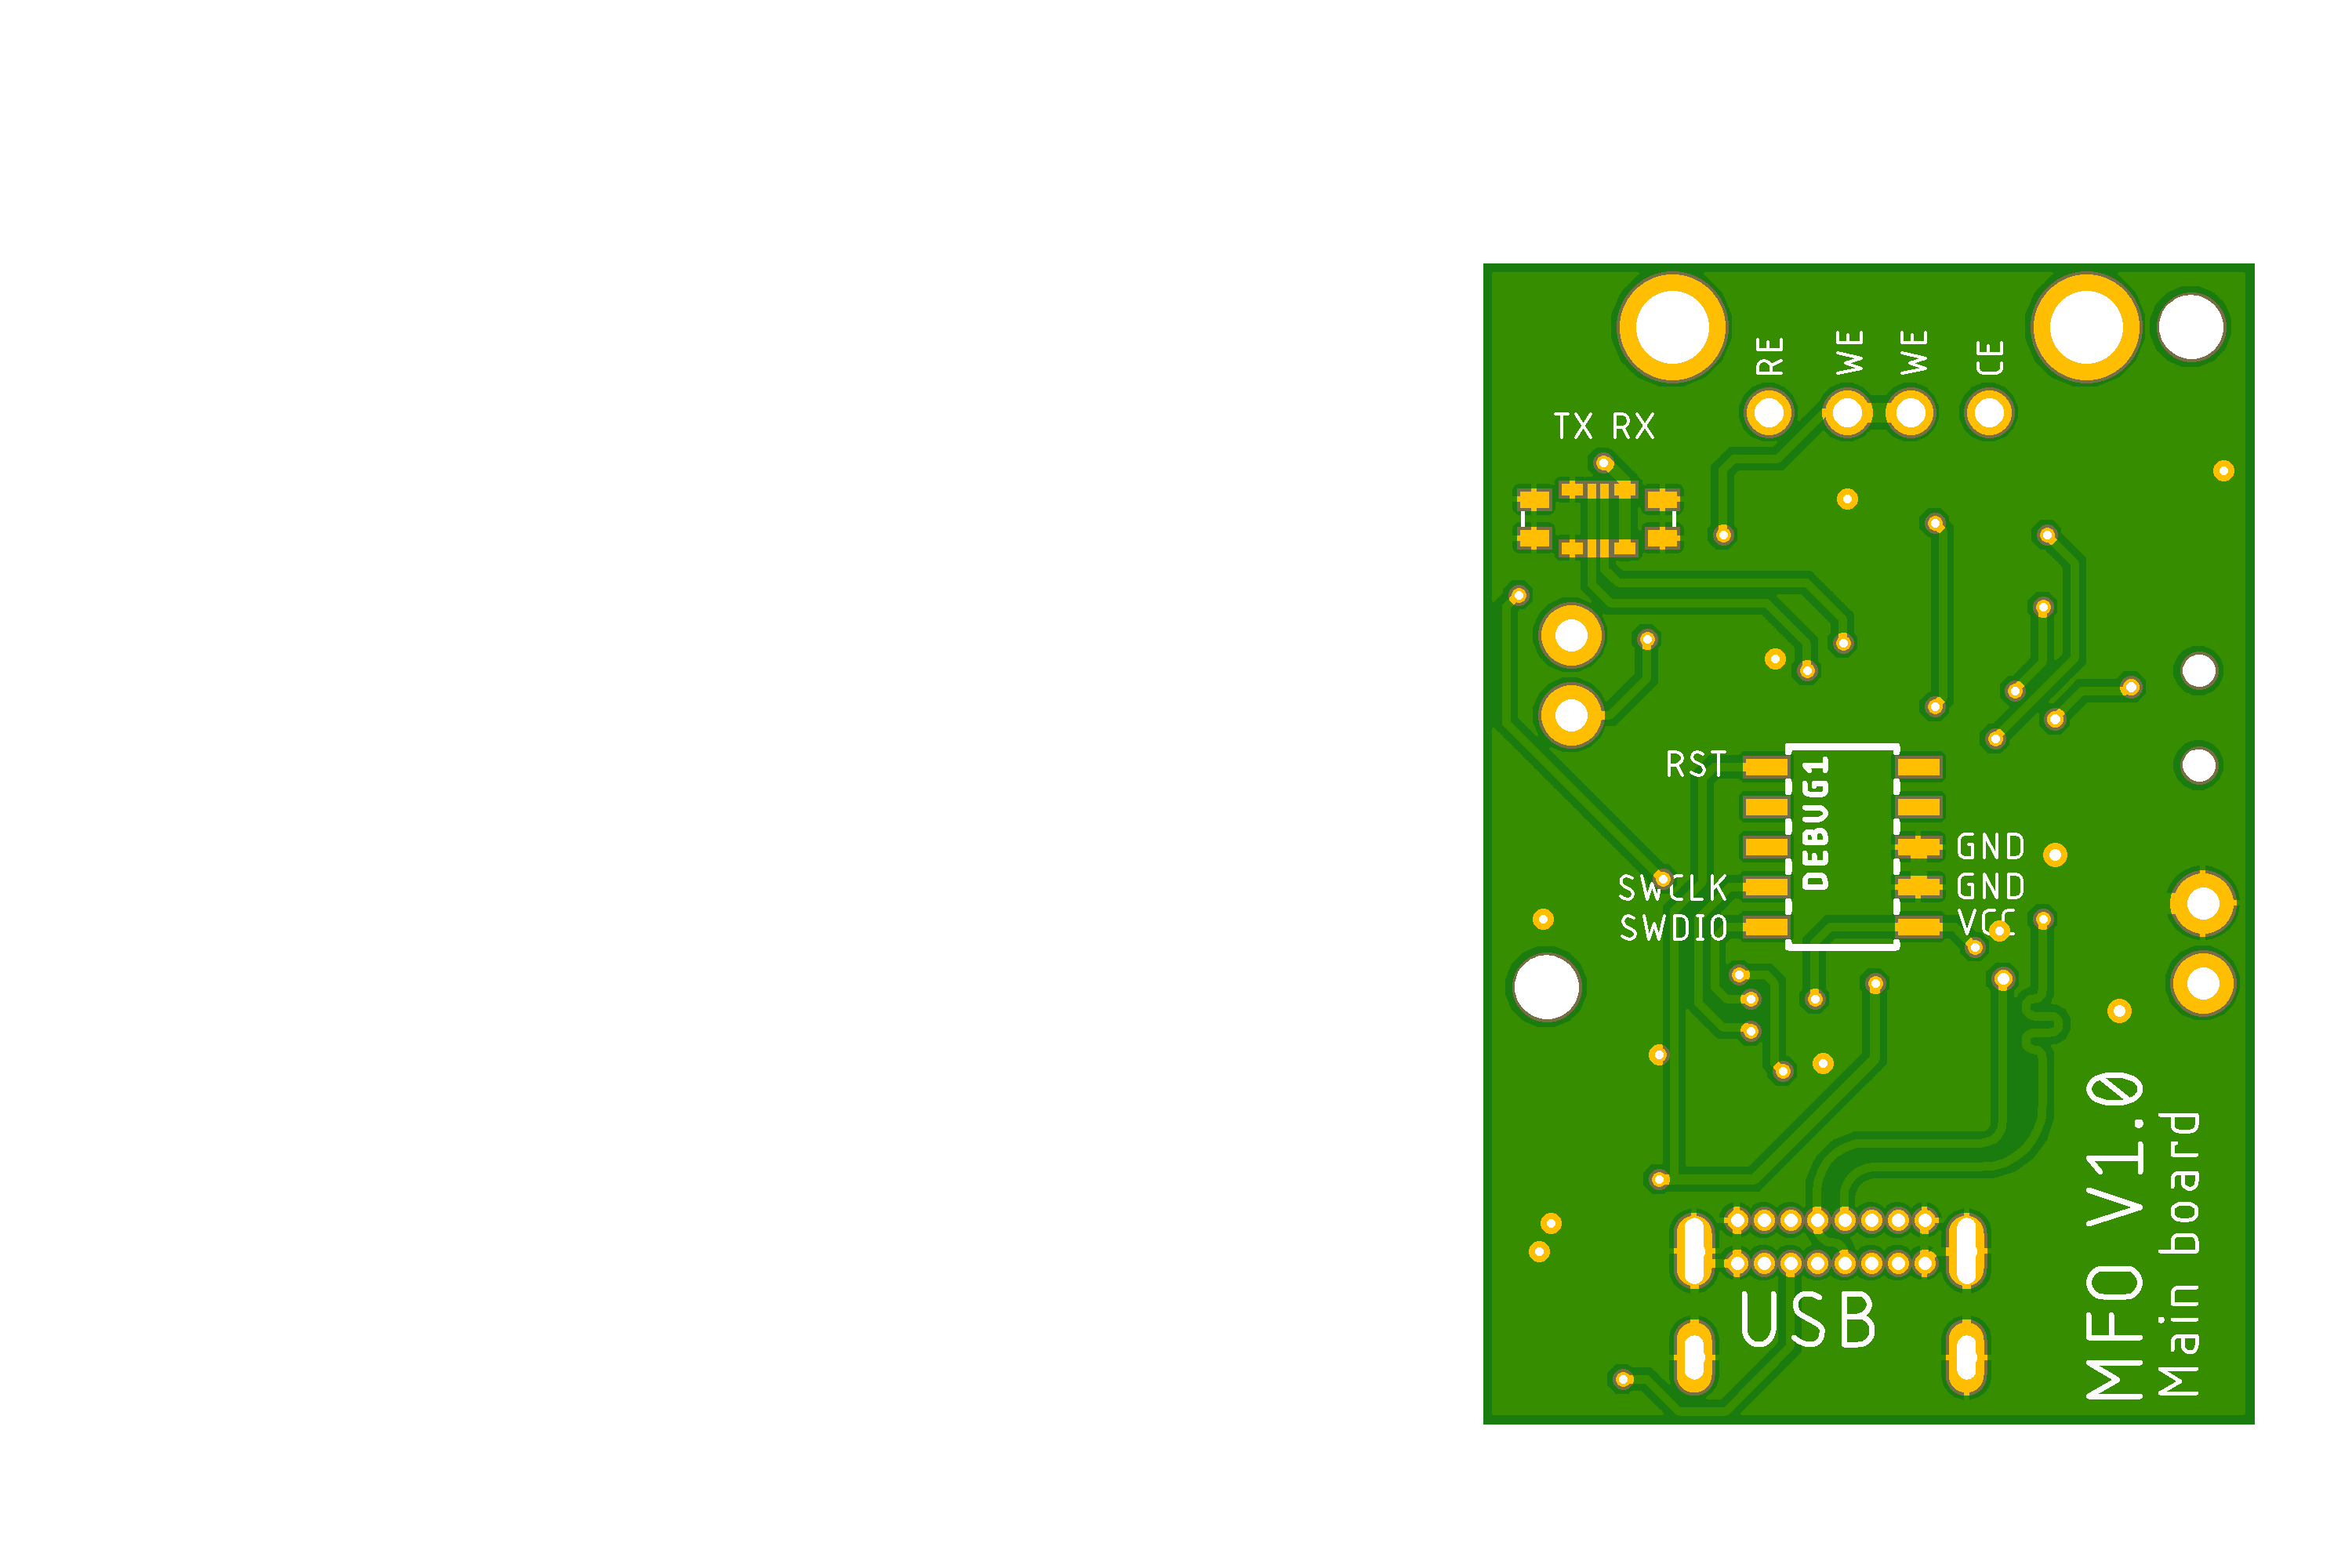 RE
WE
WE
CE
TX RX
RST
DEBUG1
GND
SWCLK
GND
SWDIO
VCC
USB
MFO V1.0
Main board